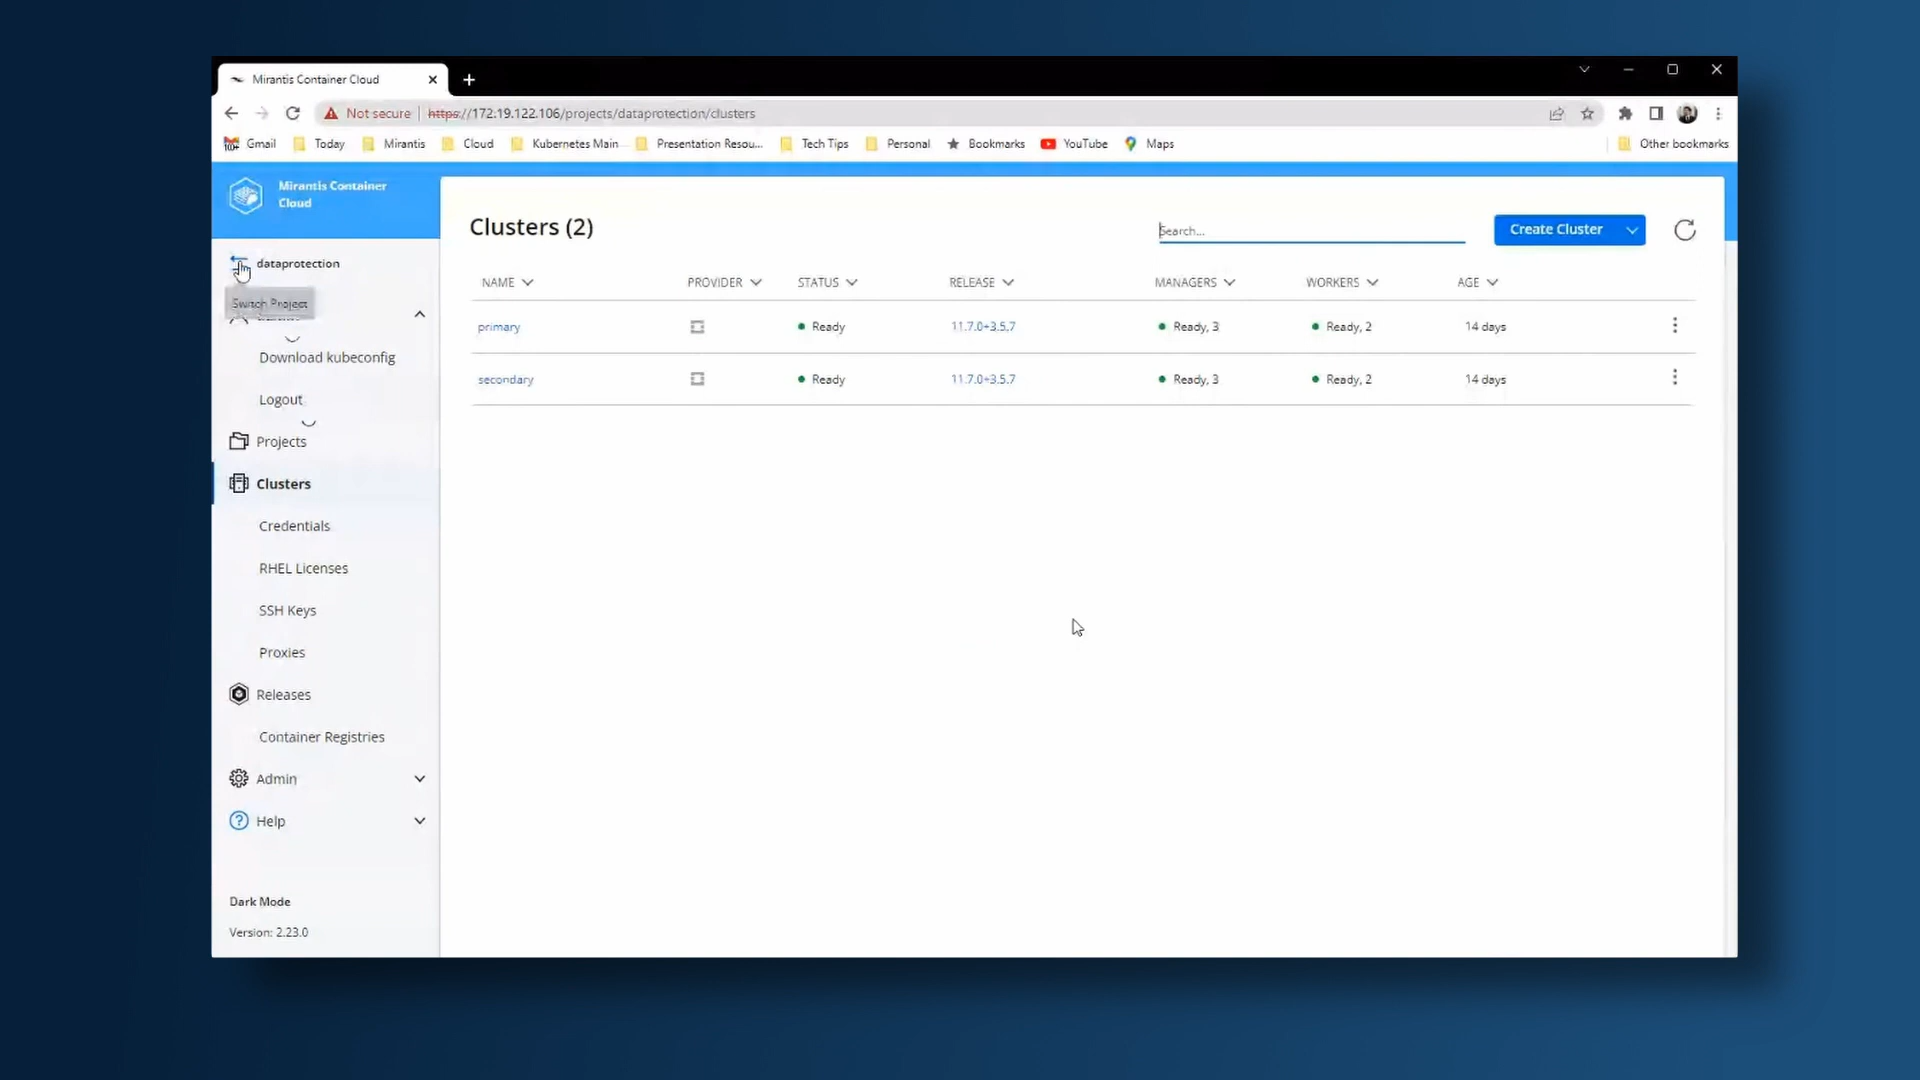 Mirantis Container Cloud
Not secure
https://172.19.122.106/projects/dataprotection/clusters
Gmail
Today
Mirantis
Cloud
Kubernetes Main
Presentation Resou...
Tech Tips
Personal
Bookmarks
YouTube
Maps
Other bookmarks
Mirantis Container
Cloud
dataprotection
Switch Project
Download kubeconfig
Logout
Projects
Clusters
Credentials
RHEL Licenses
SSH Keys
Proxies
Releases
Container Registries
Admin
Help
Dark Mode
Version: 2.23.0
Clusters (2)
Search...
Create Cluster
NAME PROVIDER STATUS RELEASE MANAGERS WORKERS AGE
primary Ready 11.7.0+3.5.7 Ready, 3 Ready, 2 14 days
secondary Ready 11.7.0+3.5.7 Ready, 3 Ready, 2 14 days